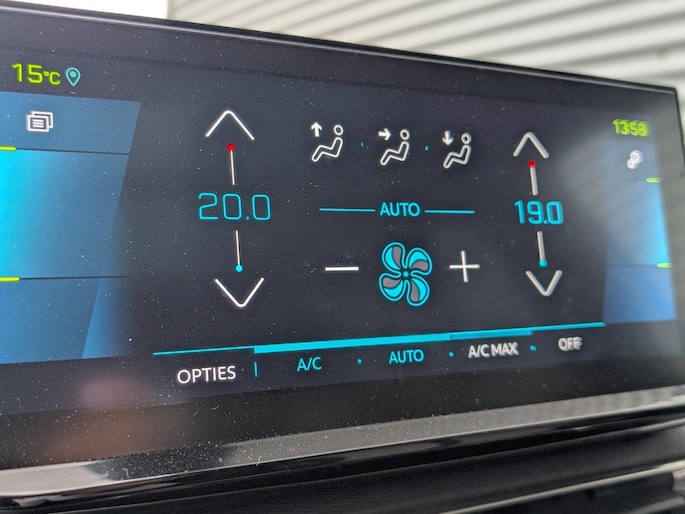 15°C
13:58
20.0
AUTO
19.0
OPTIES
A/C
AUTO
A/C MAX
OFF